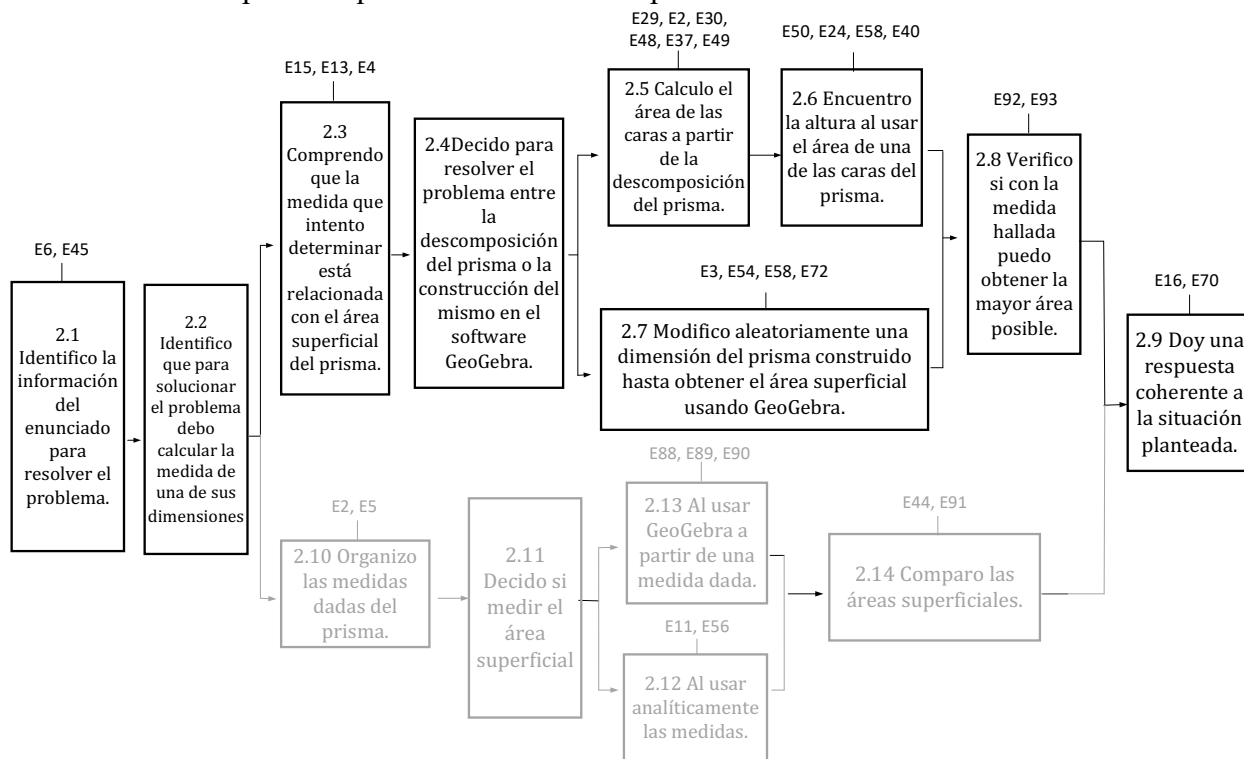 E6, E45
2.1
Identifico la
información
del
enunciado
para
resolver el
problema.
2.2
Identifico
que para
solucionar
el problema
debo
calcular la
medida de
una de sus
dimensiones
E15, E13, E4
2.3
Comprendo
que la
medida que
intento
determinar
está
relacionada
con el área
superficial
del prisma.
2.4Decido para
resolver el
problema entre
la
descomposición
del prisma o la
construcción del
mismo en el
software
GeoGebra.
E29, E2, E30,
E48, E37, E49
2.5 Calculo el
área de las
caras a partir
de la
descomposición
del prisma.
E50, E24, E58, E40
2.6 Encuentro
la altura al usar
el área de una
de las caras del
prisma.
E3, E54, E58, E72
2.7 Modifico aleatoriamente una
dimensión del prisma construido
hasta obtener el área superficial
usando GeoGebra.
E92, E93
2.8 Verifico
si con la
medida
hallada
puedo
obtener la
mayor área
posible.
E16, E70
2.9 Doy una
respuesta
coherente a
la situación
planteada.
E2, E5
2.10 Organizo
las medidas
dadas del
prisma.
2.11
Decido si
medir el
área
superficial
E88, E89, E90
2.13 Al usar
GeoGebra a
partir de una
medida dada.
E11, E56
2.12 Al usar
analíticamente
las medidas.
E44, E91
2.14 Comparo las
áreas superficiales.